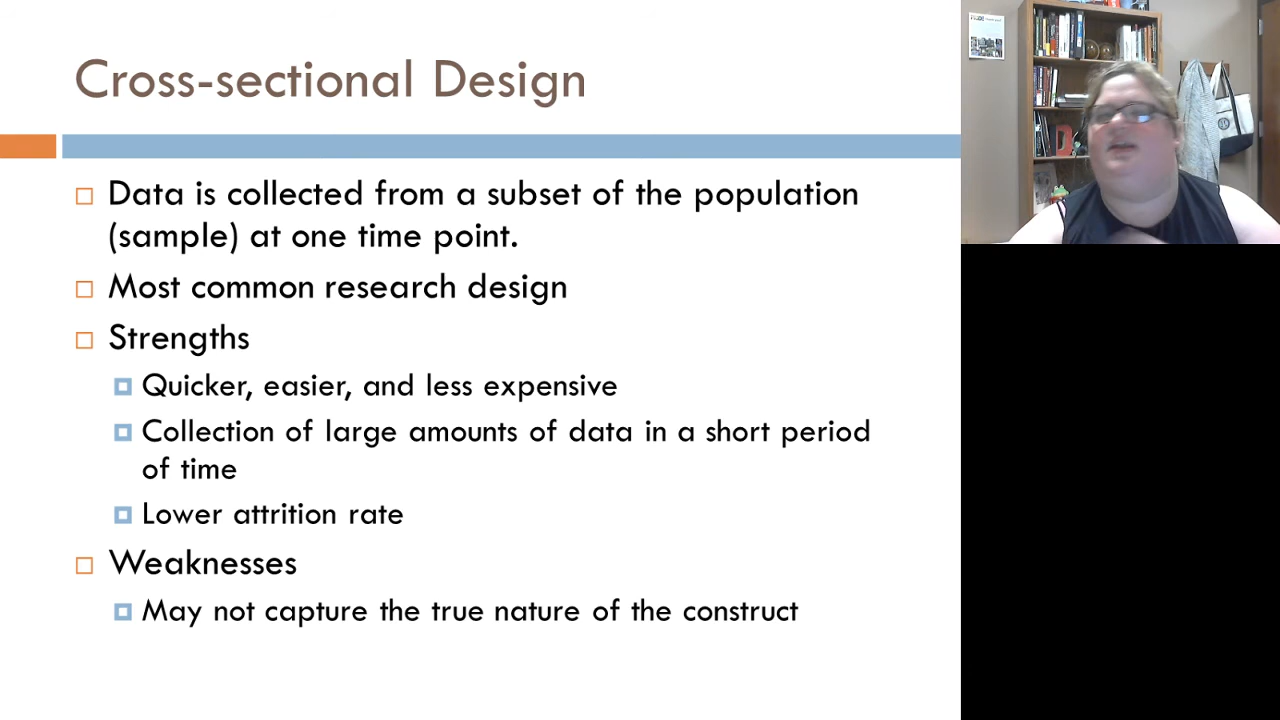 Cross-sectional Design
Data is collected from a subset of the population
(sample) at one time point.
Most common research design
Strengths
Quicker, easier, and less expensive
Collection of large amounts of data in a short period
of time
Lower attrition rate
Weaknesses
May not capture the true nature of the construct